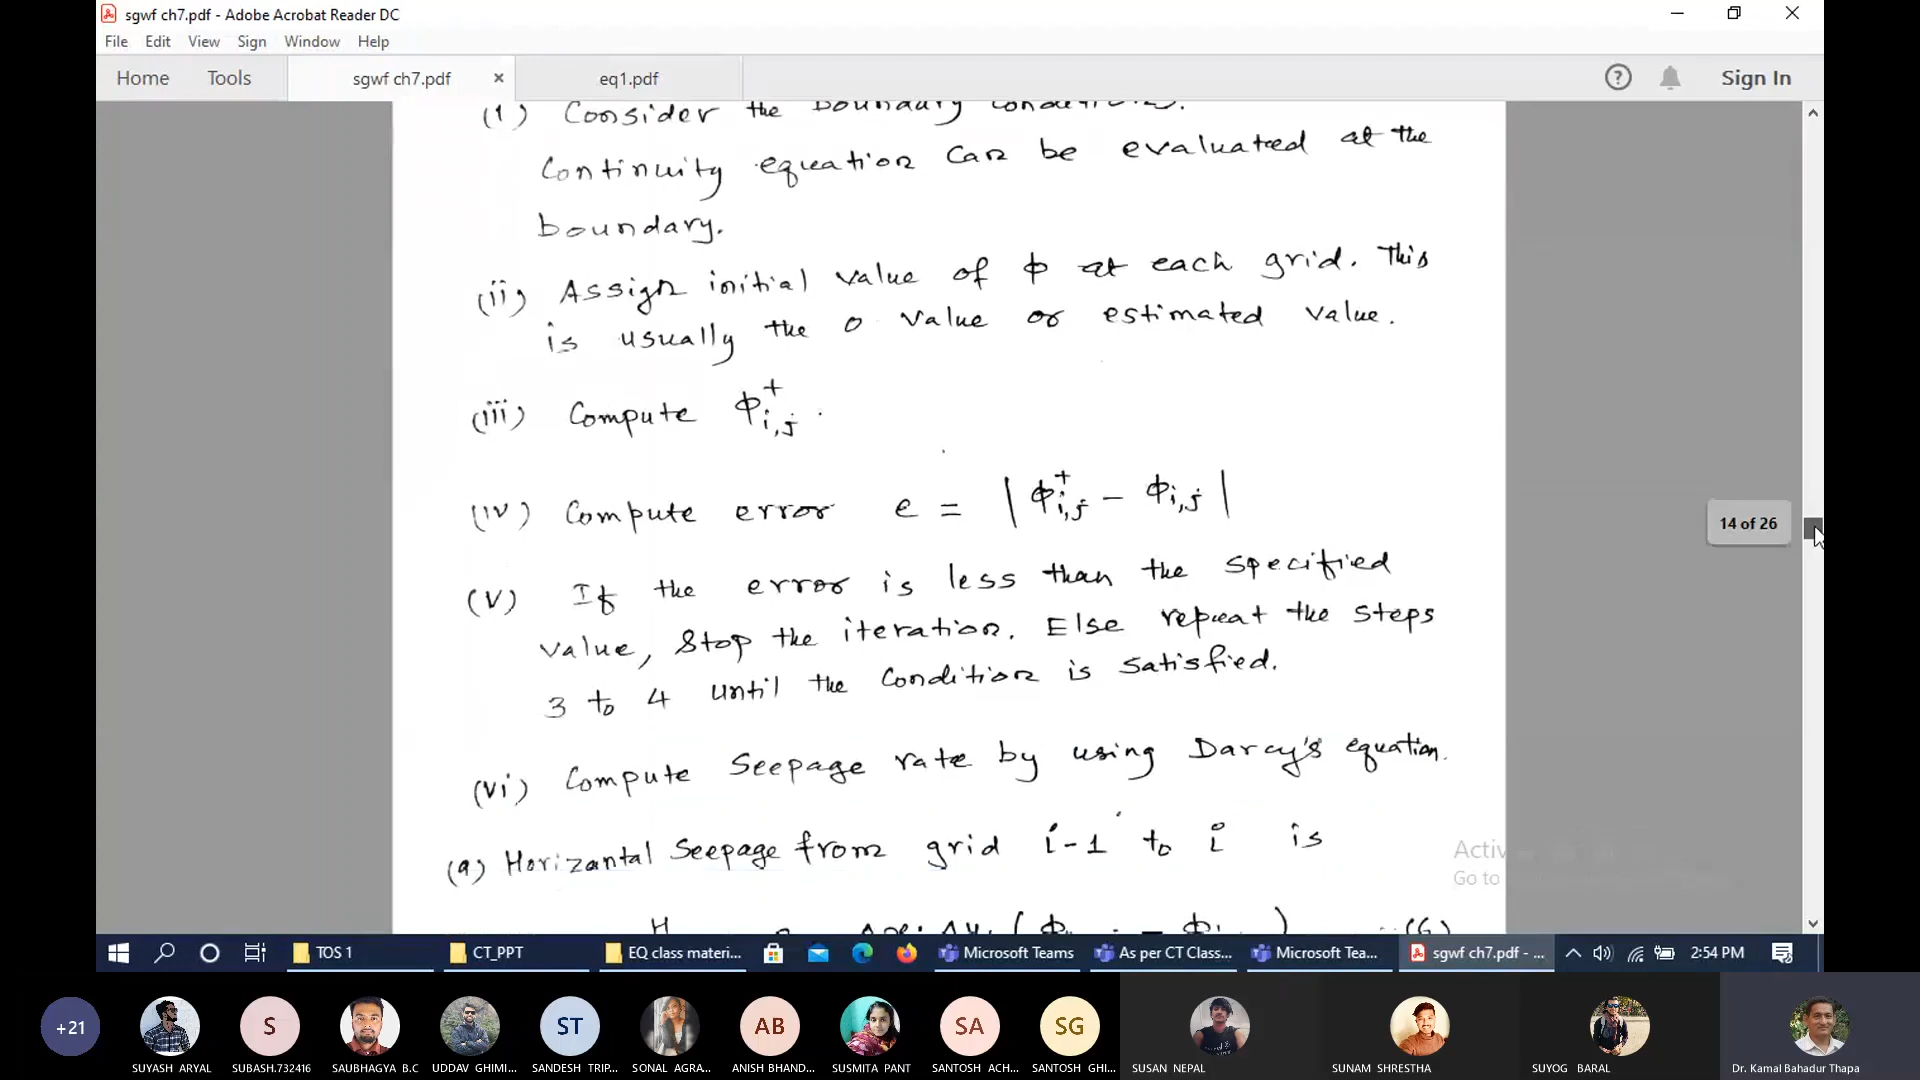 sgwf ch7.pdf - Adobe Acrobat Reader DC
File Edit View Sign Window Help
Home Tools sgwf ch7.pdf × eq1.pdf Sign In
(i) Consider the boundary conditions.
Continuity equation can be evaluated at the
boundary.
(ii) Assign initial value of ϕ at each grid. This
is usually the 0 value or estimated value.
(iii) Compute ϕ⁺i,j.
(iv) Compute error e = | ϕ⁺i,j - ϕi,j |
(v) If the error is less than the specified
value, Stop the iteration. Else repeat the steps
3 to 4 until the condition is satisfied.
(vi) Compute Seepage rate by using Darcy's equation.
(a) Horizantal Seepage from grid i-1 to i is
14 of 26
Activ
Go to
TOS 1 CT_PPT EQ class materi... Microsoft Teams As per CT Class... Microsoft Tea... sgwf ch7.pdf - ... 2:54 PM
+21 S ST AB SA SG
SUYASH ARYAL SUBASH.732416 SAUBHAGYA B.C UDDAV GHIMI... SANDESH TRIP... SONAL AGRA... ANISH BHAND... SUSMITA PANT SANTOSH ACH... SANTOSH GHI... SUSAN NEPAL SUNAM SHRESTHA SUYOG BARAL Dr. Kamal Bahadur Thapa